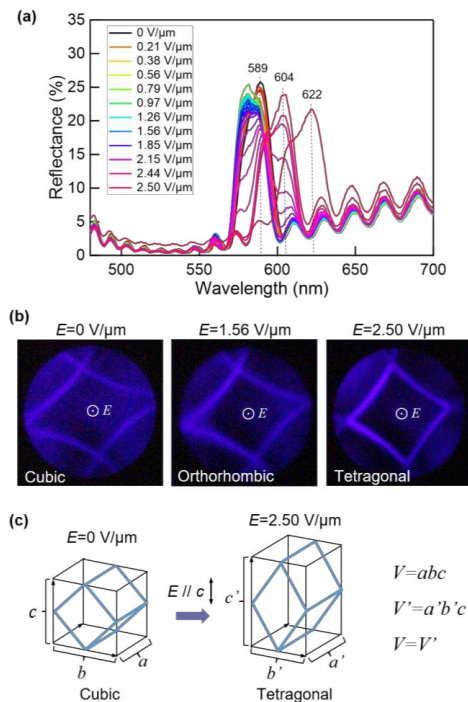 (a)
0 V/μm
0.21 V/μm
0.38 V/μm
0.56 V/μm
0.79 V/μm
0.97 V/μm
1.26 V/μm
1.56 V/μm
1.85 V/μm
2.15 V/μm
2.44 V/μm
2.50 V/μm
589
604
622
35
30
25
20
15
10
5
0
Reflectance (%)
500
550
600
650
700
Wavelength (nm)
(b)
E=0 V/μm
E=1.56 V/μm
E=2.50 V/μm
E
E
E
Cubic
Orthorhombic
Tetragonal
(c)
E=0 V/μm
E=2.50 V/μm
c
b
a
E // c
c'
b'
a'
Cubic
Tetragonal
V=abc
V'=a'b'c
V=V'